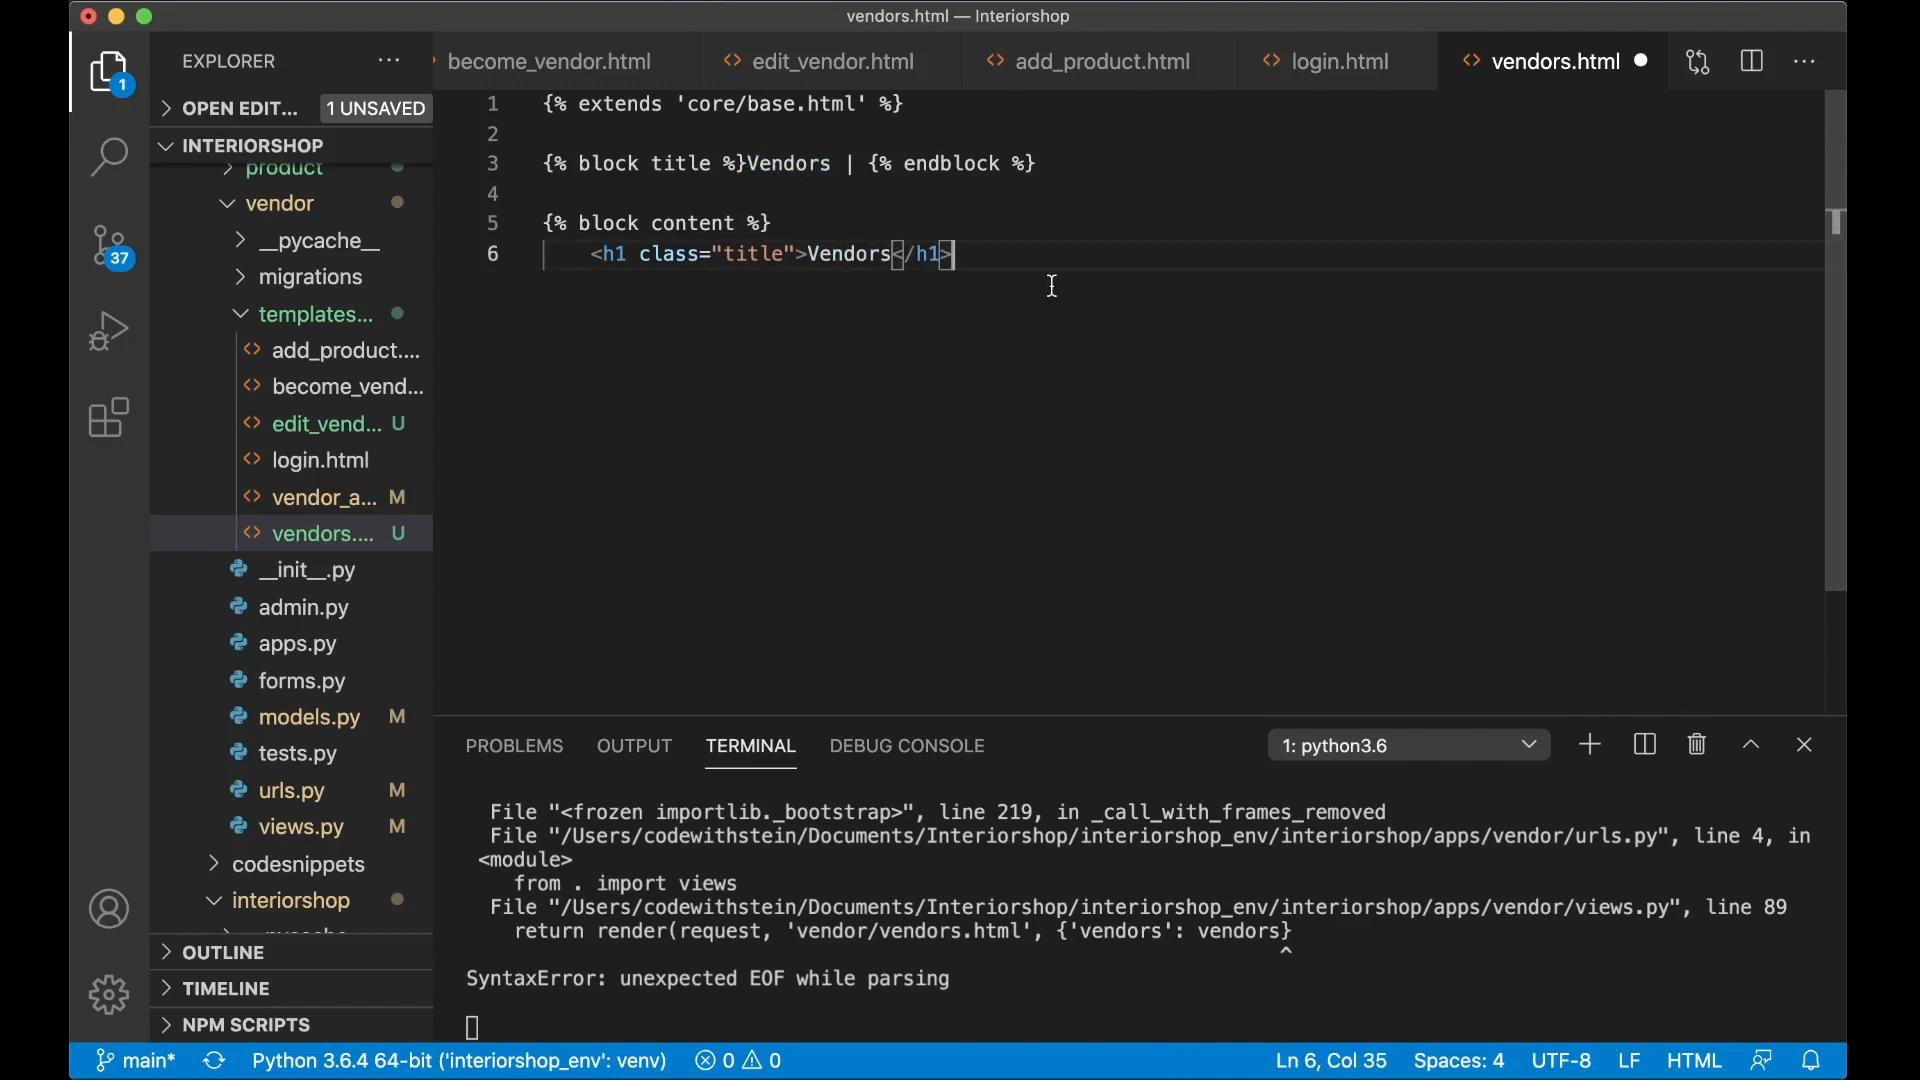 vendors.html — Interiorshop
EXPLORER
become_vendor.html
edit_vendor.html
add_product.html
login.html
vendors.html
1
OPEN EDIT...
1 UNSAVED
INTERIORSHOP
product
vendor
__pycache__
migrations
templates...
add_product....
become_vend...
edit_vend... U
login.html
vendor_a... M
vendors.... U
__init__.py
admin.py
apps.py
forms.py
models.py M
tests.py
urls.py M
views.py M
codesnippets
interiorshop
OUTLINE
TIMELINE
NPM SCRIPTS
37
1 {% extends 'core/base.html' %}
2
3 {% block title %}Vendors | {% endblock %}
4
5 {% block content %}
6 <h1 class="title">Vendors</h1>
PROBLEMS OUTPUT TERMINAL DEBUG CONSOLE
1: python3.6
File "<frozen importlib._bootstrap>", line 219, in _call_with_frames_removed
File "/Users/codewithstein/Documents/Interiorshop/interiorshop_env/interiorshop/apps/vendor/urls.py", line 4, in
<module>
from . import views
File "/Users/codewithstein/Documents/Interiorshop/interiorshop_env/interiorshop/apps/vendor/views.py", line 89
return render(request, 'vendor/vendors.html', {'vendors': vendors}
^
SyntaxError: unexpected EOF while parsing
main*
Python 3.6.4 64-bit ('interiorshop_env': venv)
0
0
Ln 6, Col 35
Spaces: 4
UTF-8
LF
HTML